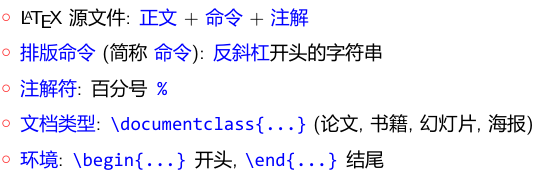 LATEX 源文件: 正文 + 命令 + 注解
排版命令 (简称 命令): 反斜杠开头的字符串
注解符: 百分号 %
文档类型: \documentclass{...} (论文, 书籍, 幻灯片, 海报)
环境: \begin{...} 开头, \end{...} 结尾